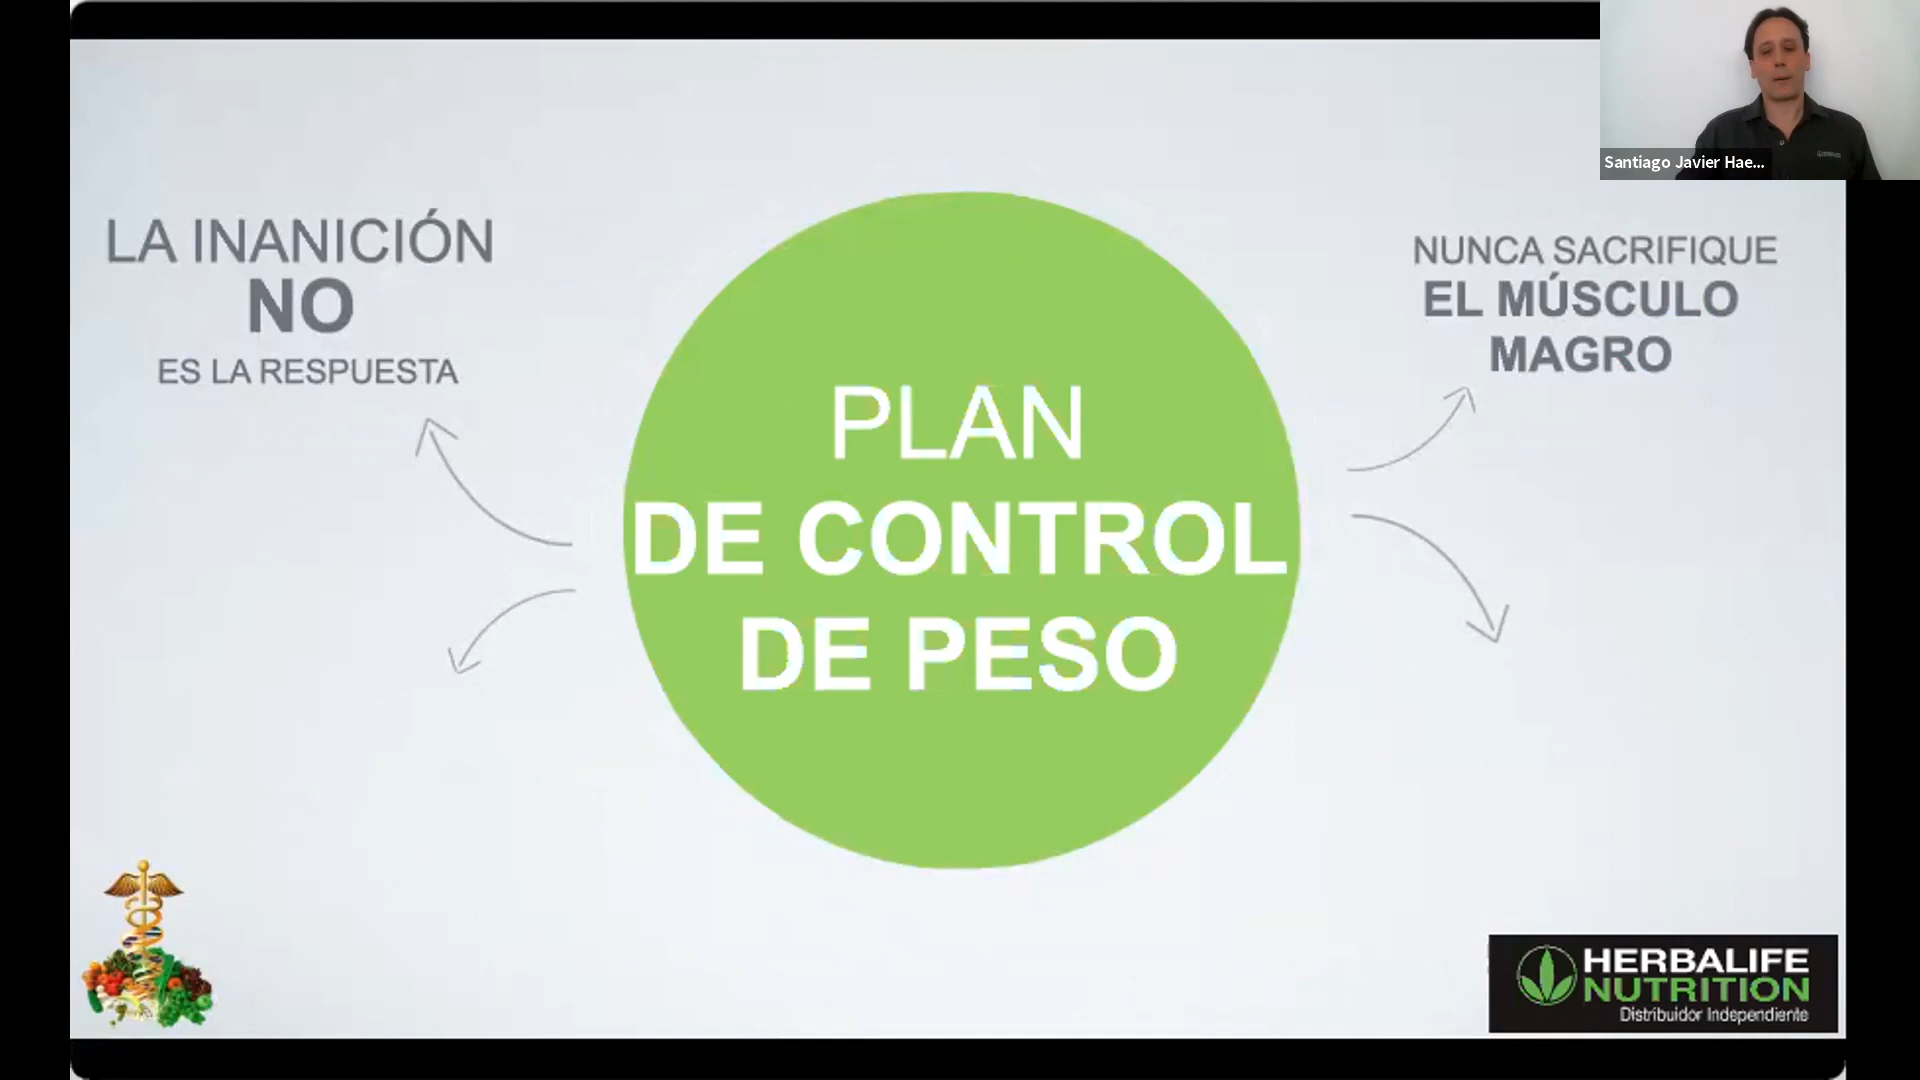 Santiago Javier Hae...
LA INANICIÓN
NO
ES LA RESPUESTA
NUNCA SACRIFIQUE
EL MÚSCULO
MAGRO
PLAN
DE CONTROL
DE PESO
HERBALIFE
NUTRITION
Distribuidor Independiente